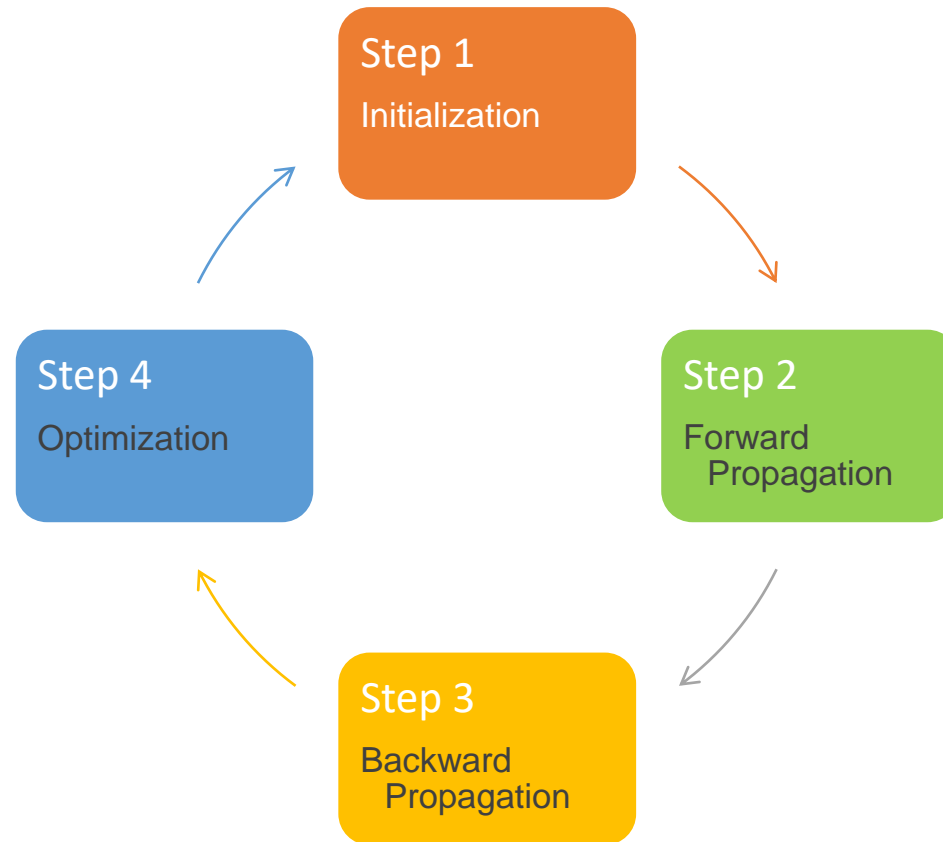 Step 1
Initialization
Step 2
Forward
Propagation
Step 3
Backward
Propagation
Step 4
Optimization